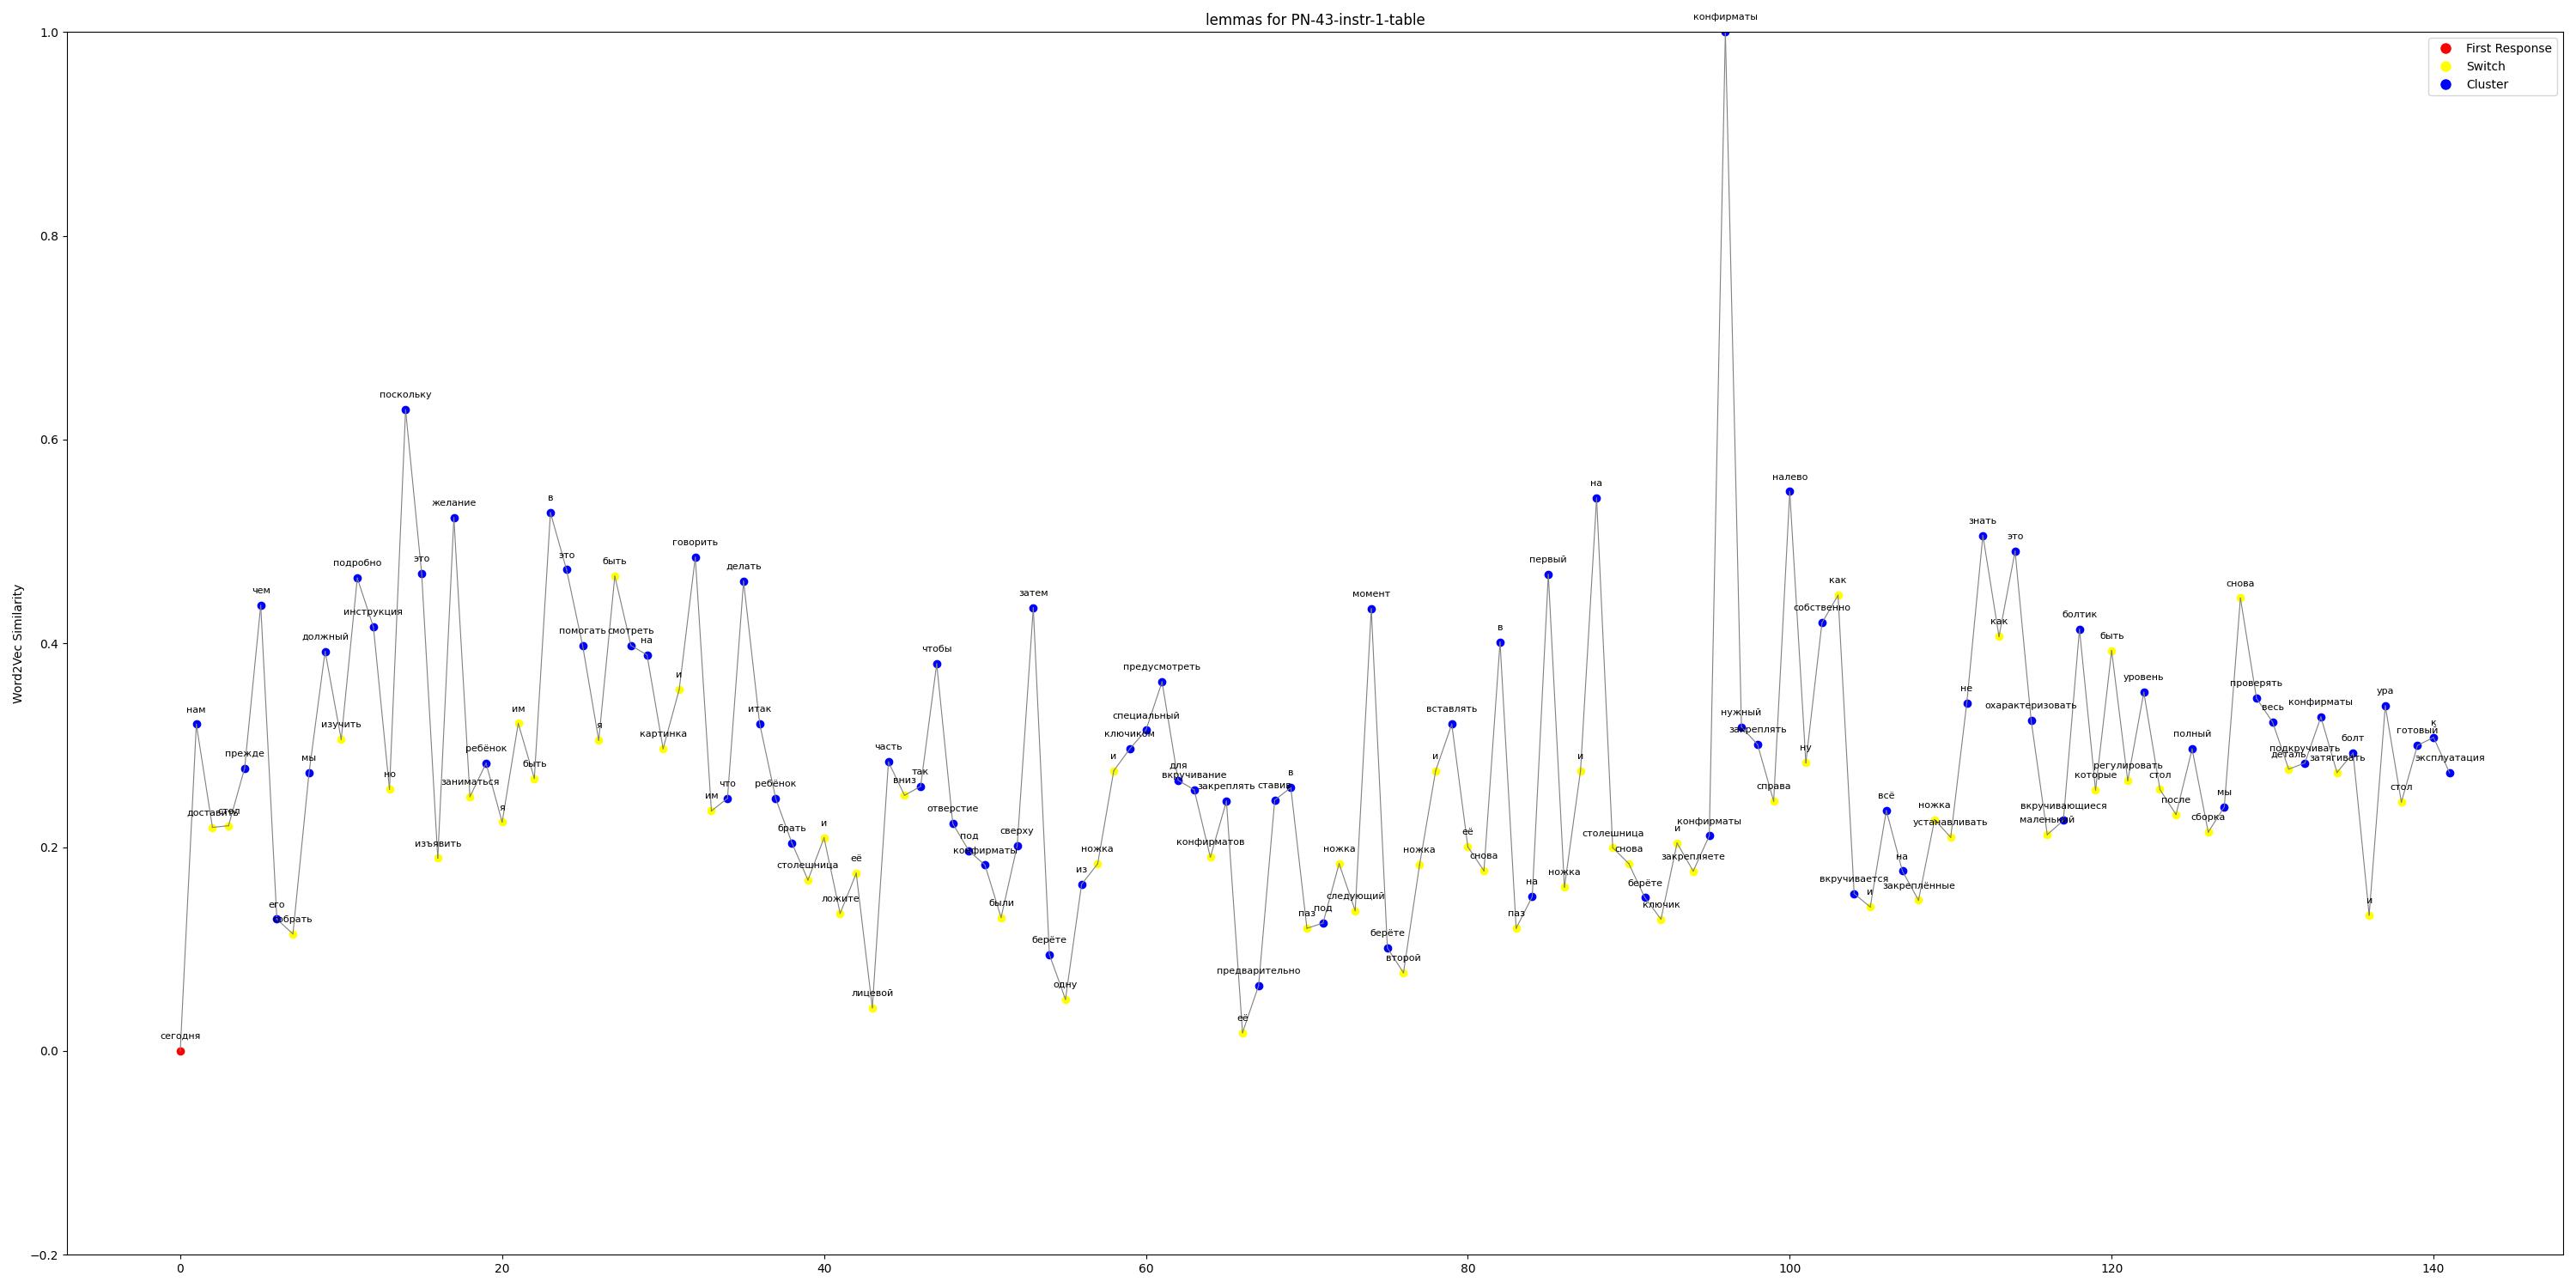 lemmas for PN-43-instr-1-table
First Response
Switch
Cluster
Word2Vec Similarity
1.0
0.8
0.6
0.4
0.2
0.0
−0.2
0
20
40
60
80
100
120
140
сегодня
нам
доставить
стол
прежде
чем
его
собрать
мы
должный
изучить
подробно
инструкция
но
поскольку
это
изъявить
желание
заниматься
ребёнок
я
им
быть
в
это
помогать
я
быть
смотреть
на
картинка
и
говорить
им
что
делать
итак
ребёнок
брать
столешница
и
ложите
её
лицевой
часть
вниз
так
чтобы
отверстие
под
конфирматы
были
сверху
затем
берёте
одну
из
ножка
и
ключиком
специальный
предусмотреть
для
вкручивание
конфирматов
закреплять
её
предварительно
ставив
в
паз
под
ножка
следующий
момент
берёте
второй
ножка
и
вставлять
её
снова
в
паз
на
первый
ножка
и
на
столешница
снова
берёте
ключик
и
закрепляете
конфирматы
конфирматы
нужный
закреплять
справа
налево
ну
собственно
как
вкручивается
и
всё
на
закреплённые
ножка
устанавливать
не
знать
как
это
охарактеризовать
маленький
вкручивающиеся
болтик
которые
быть
регулировать
уровень
стол
после
полный
сборка
мы
снова
проверять
весь
деталь
подкручивать
конфирматы
затягивать
болт
и
ура
стол
готовый
к
эксплуатация